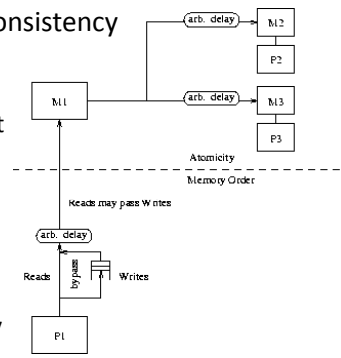 onsistency
arb. delay
M2
P2
M1
arb. delay
M3
t
P3
Atomicity
Memory Order
Reads may pass Writes
arb. delay
Reads
bypass
Writes
P1